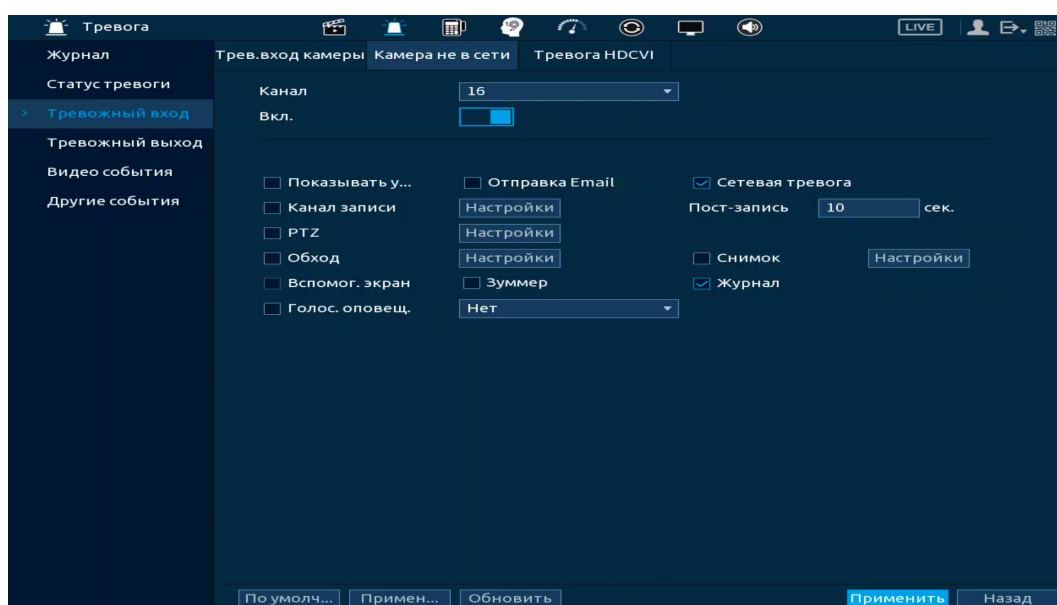 Тревога
LIVE
Журнал
Трев.вход камеры Камера не в сети Тревога HDCVI
Статус тревоги
Канал 16
> Тревожный вход
Вкл.
Тревожный выход
Видео события
Показывать у... Отправка Email Сетевая тревога
Другие события
Канал записи Настройки Пост-запись 10 сек.
PTZ Настройки
Обход Настройки Снимок Настройки
Вспомог. экран Зуммер Журнал
Голос. оповещ. Нет
По умолч... Примен... Обновить Применить Назад